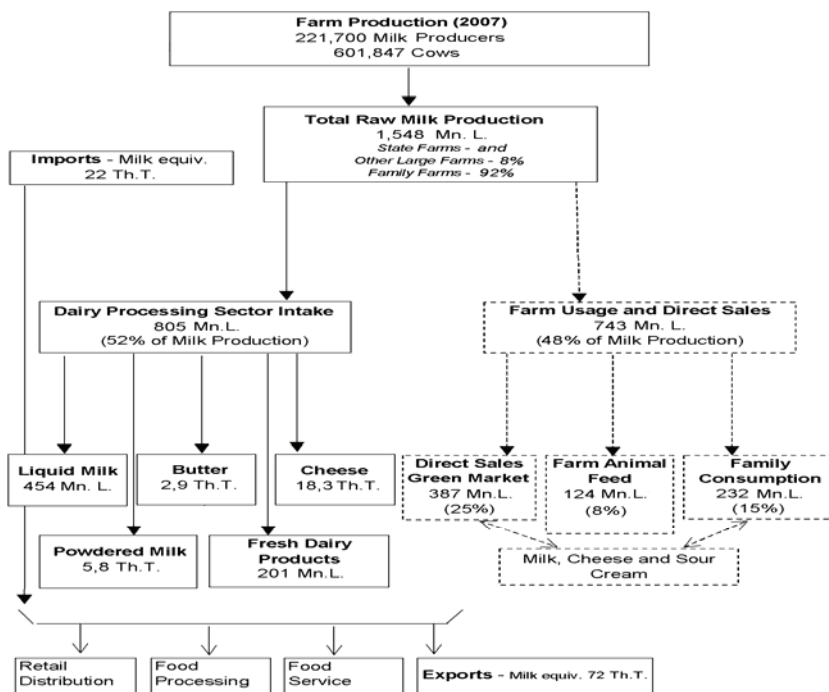 Farm Production (2007)
221,700 Milk Producers
601,847 Cows
Total Raw Milk Production
1,548 Mn. L.
State Farms - and
Other Large Farms - 8%
Family Farms - 92%
Imports - Milk equiv.
22 Th.T.
Dairy Processing Sector Intake
805 Mn.L.
(52% of Milk Production)
Farm Usage and Direct Sales
743 Mn. L.
(48% of Milk Production)
Liquid Milk
454 Mn. L.
Butter
2,9 Th.T.
Cheese
18,3 Th.T.
Direct Sales
Green Market
387 Mn.L.
(25%)
Farm Animal
Feed
124 Mn.L.
(8%)
Family
Consumption
232 Mn.L.
(15%)
Powdered Milk
5,8 Th.T.
Fresh Dairy
Products
201 Mn.L.
Milk, Cheese and Sour
Cream
Retail
Distribution
Food
Processing
Food
Service
Exports - Milk equiv. 72 Th.T.